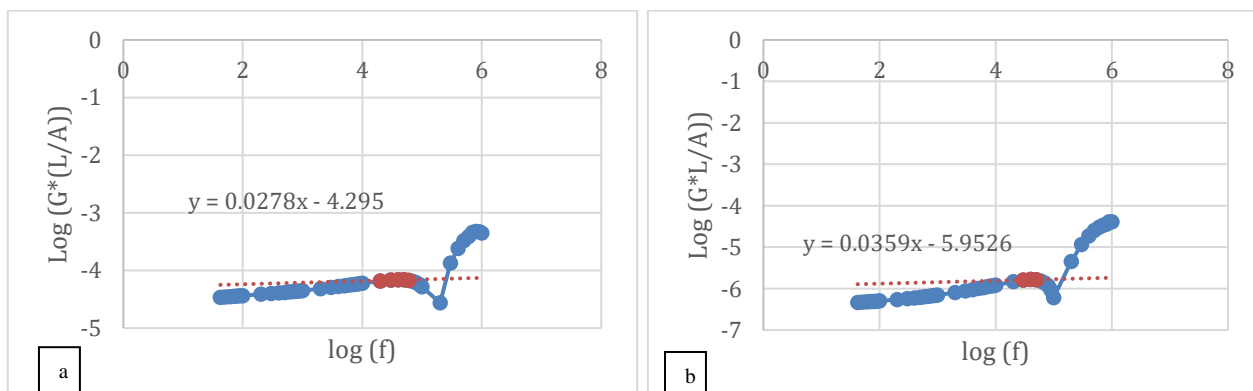 0
0 2 4 6 8
-1
-2
-3
-4
-5
Log (G*(L/A))
y = 0.0278x - 4.295
log (f)
a
0
0 2 4 6 8
-1
-2
-3
-4
-5
-6
-7
Log (G*L/A))
y = 0.0359x - 5.9526
log (f)
b